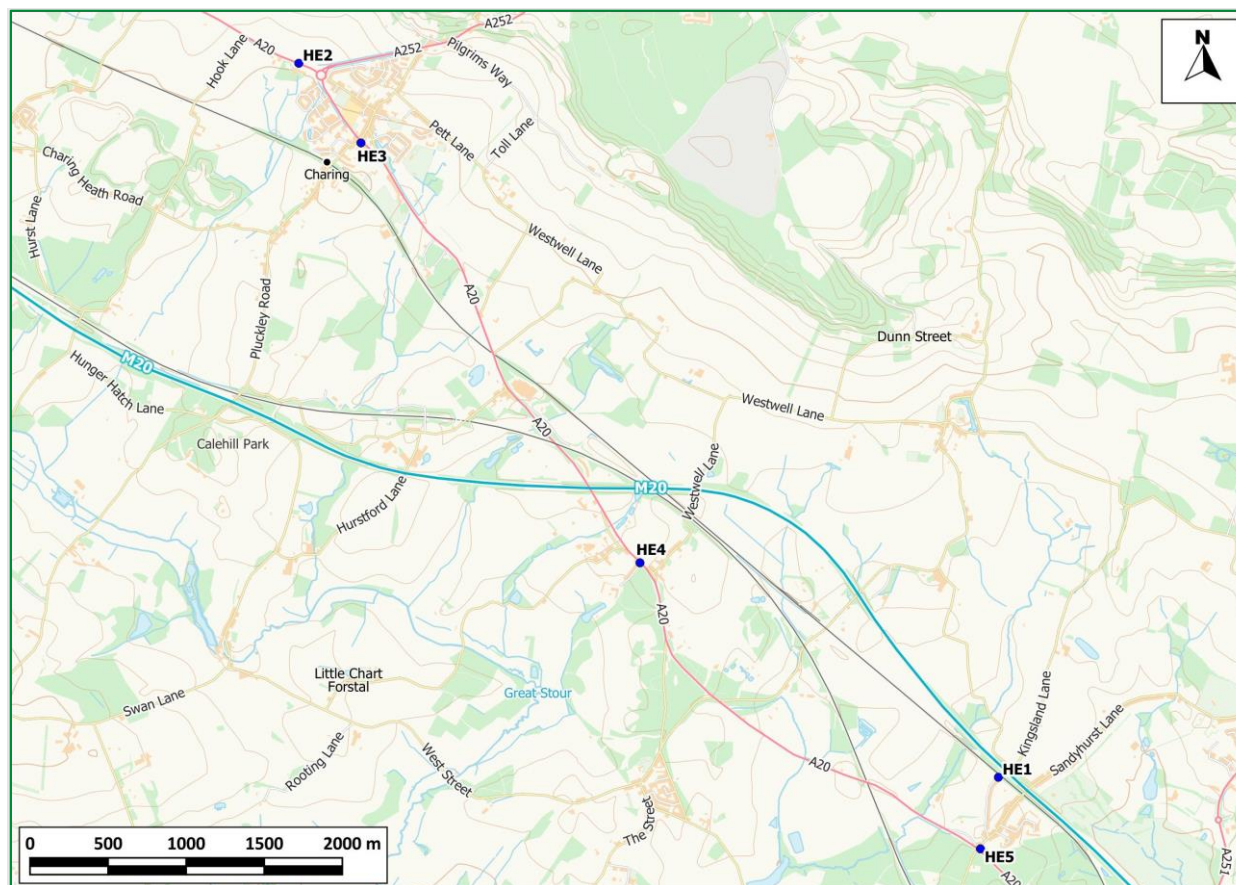 A252
N
A20
HE2
A252
Hook Lane
Pilgrims Way
Pett Lane
Toll Lane
HE3
Charing
Charing Heath Road
Hurst Lane
Westwell Lane
A20
Pluckley Road
Dunn Street
M20
Hunger Hatch Lane
Westwell Lane
A20
Calehill Park
Westwell Lane
M20
Hurstford Lane
HE4
A20
Little Chart
Forstal
Great Stour
Swan Lane
Kingsland Lane
Sandyhurst Lane
Rooting Lane
West Street
A20
HE1
The Street
HE5
A20
A251
0 500 1000 1500 2000 m